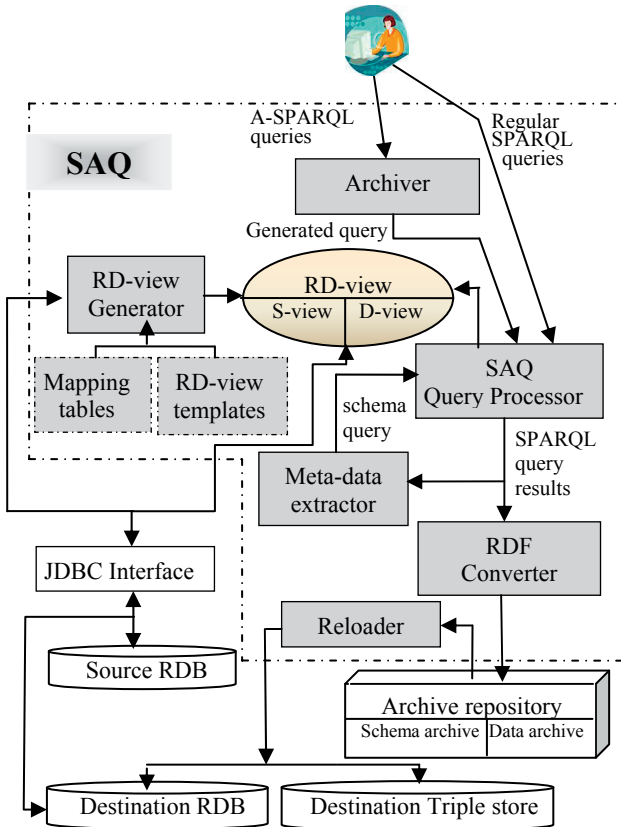 A-SPARQL
queries
Regular
SPARQL
queries
SAQ
Archiver
Generated query
RD-view
Generator
RD-view
S-view
D-view
Mapping
tables
RD-view
templates
SAQ
Query Processor
schema
query
SPARQL
query
results
Meta-data
extractor
RDF
Converter
JDBC Interface
Reloader
Source RDB
Archive repository
Schema archive
Data archive
Destination RDB
Destination Triple store